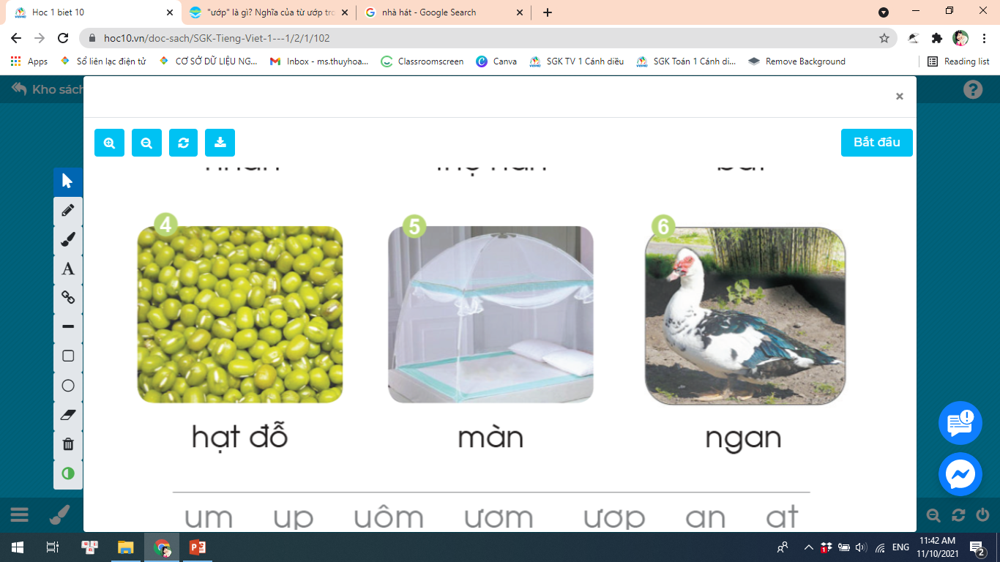 Hoc 1 biet 10
"ướp" là gì? Nghĩa của từ ướp tro
nhà hát - Google Search
hoc10.vn/doc-sach/SGK-Tieng-Viet-1---1/2/1/102
Apps Sổ liên lạc điện tử CƠ SỞ DỮ LIỆU NG... Inbox - ms.thuyhoa... Classroomscreen Canva SGK TV 1 Cánh diều SGK Toán 1 Cánh di... Remove Background Reading list
Kho sách
Bắt đầu
4 5 6
hạt đỗ màn ngan
um up uôm ươm ươp an at
ENG
11:42 AM
11/10/2021
2